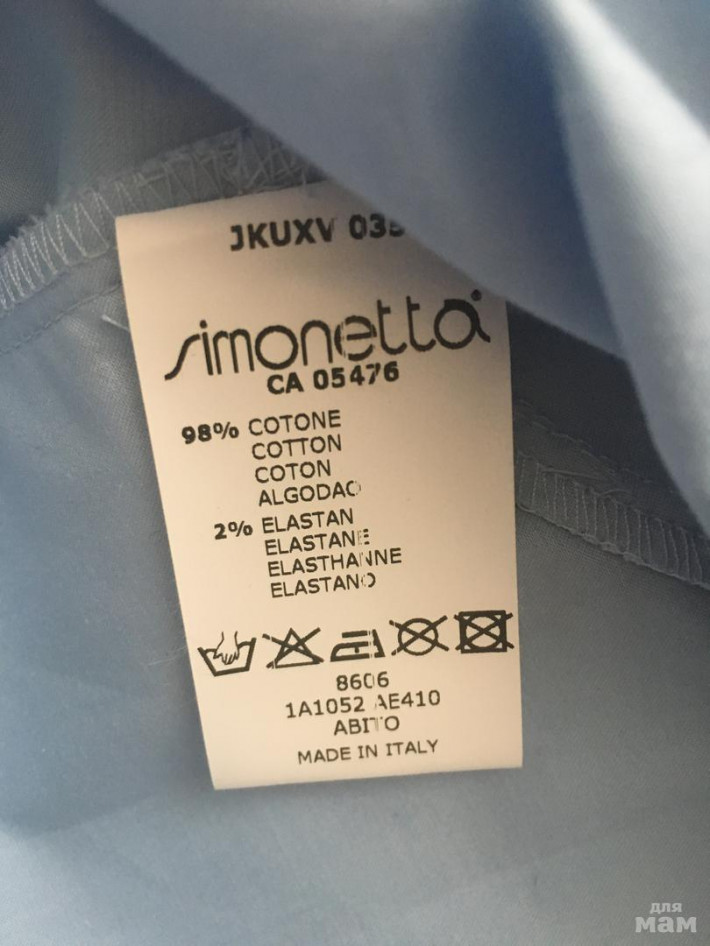 JKUXV 035
simonetta®
CA 05476
98% COTONE
COTTON
COTON
ALGODAO
2% ELASTAN
ELASTANE
ELASTHANNE
ELASTANO
8606
1A1052 AE410
ABITO
MADE IN ITALY
для
мам